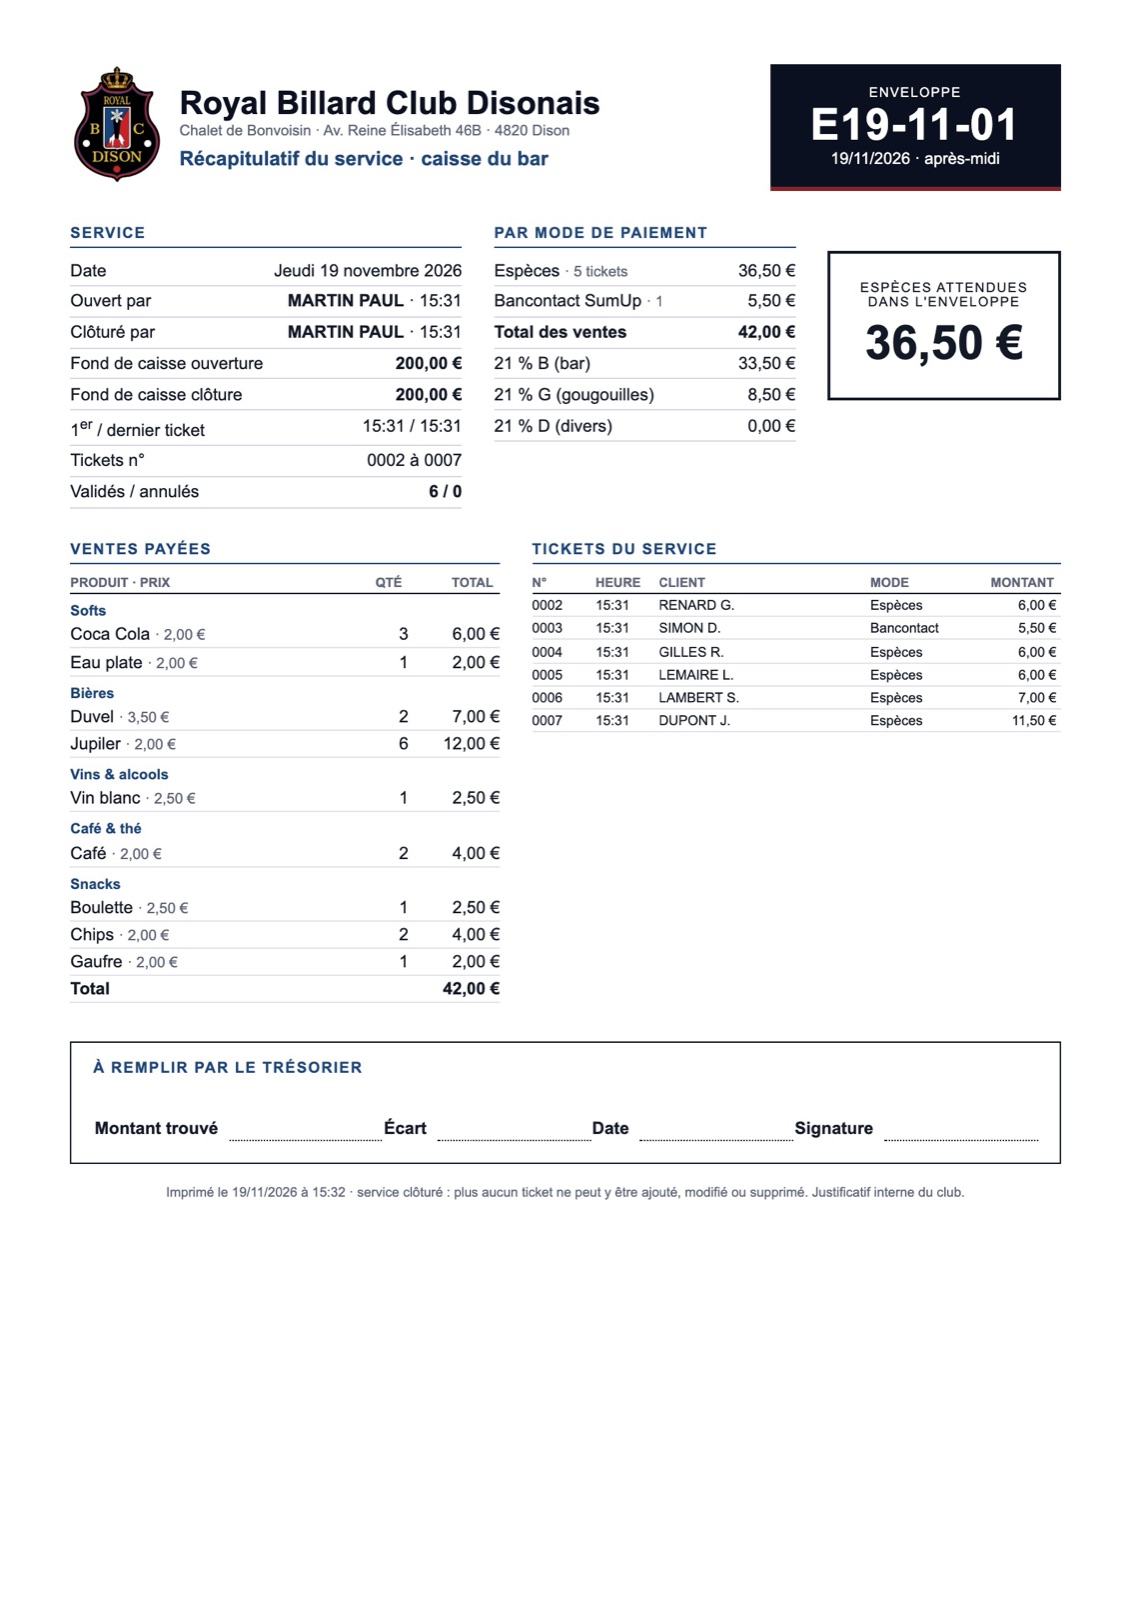 ROYAL
B C
DISON
Royal Billard Club Disonais
Chalet de Bonvoisin · Av. Reine Élisabeth 46B · 4820 Dison
Récapitulatif du service · caisse du bar
ENVELOPPE
E19-11-01
19/11/2026 · après-midi
SERVICE
Date Jeudi 19 novembre 2026
Ouvert par MARTIN PAUL · 15:31
Clôturé par MARTIN PAUL · 15:31
Fond de caisse ouverture 200,00 €
Fond de caisse clôture 200,00 €
1er / dernier ticket 15:31 / 15:31
Tickets n° 0002 à 0007
Validés / annulés 6 / 0
PAR MODE DE PAIEMENT
Espèces · 5 tickets 36,50 €
Bancontact SumUp · 1 5,50 €
Total des ventes 42,00 €
21 % B (bar) 33,50 €
21 % G (gougouilles) 8,50 €
21 % D (divers) 0,00 €
ESPÈCES ATTENDUES
DANS L'ENVELOPPE
36,50 €
VENTES PAYÉES
PRODUIT · PRIX QTÉ TOTAL
Softs
Coca Cola · 2,00 € 3 6,00 €
Eau plate · 2,00 € 1 2,00 €
Bières
Duvel · 3,50 € 2 7,00 €
Jupiler · 2,00 € 6 12,00 €
Vins & alcools
Vin blanc · 2,50 € 1 2,50 €
Café & thé
Café · 2,00 € 2 4,00 €
Snacks
Boulette · 2,50 € 1 2,50 €
Chips · 2,00 € 2 4,00 €
Gaufre · 2,00 € 1 2,00 €
Total 42,00 €
TICKETS DU SERVICE
N° HEURE CLIENT MODE MONTANT
0002 15:31 RENARD G. Espèces 6,00 €
0003 15:31 SIMON D. Bancontact 5,50 €
0004 15:31 GILLES R. Espèces 6,00 €
0005 15:31 LEMAIRE L. Espèces 6,00 €
0006 15:31 LAMBERT S. Espèces 7,00 €
0007 15:31 DUPONT J. Espèces 11,50 €
À REMPLIR PAR LE TRÉSORIER
Montant trouvé Écart Date Signature
Imprimé le 19/11/2026 à 15:32 · service clôturé : plus aucun ticket ne peut y être ajouté, modifié ou supprimé. Justificatif interne du club.